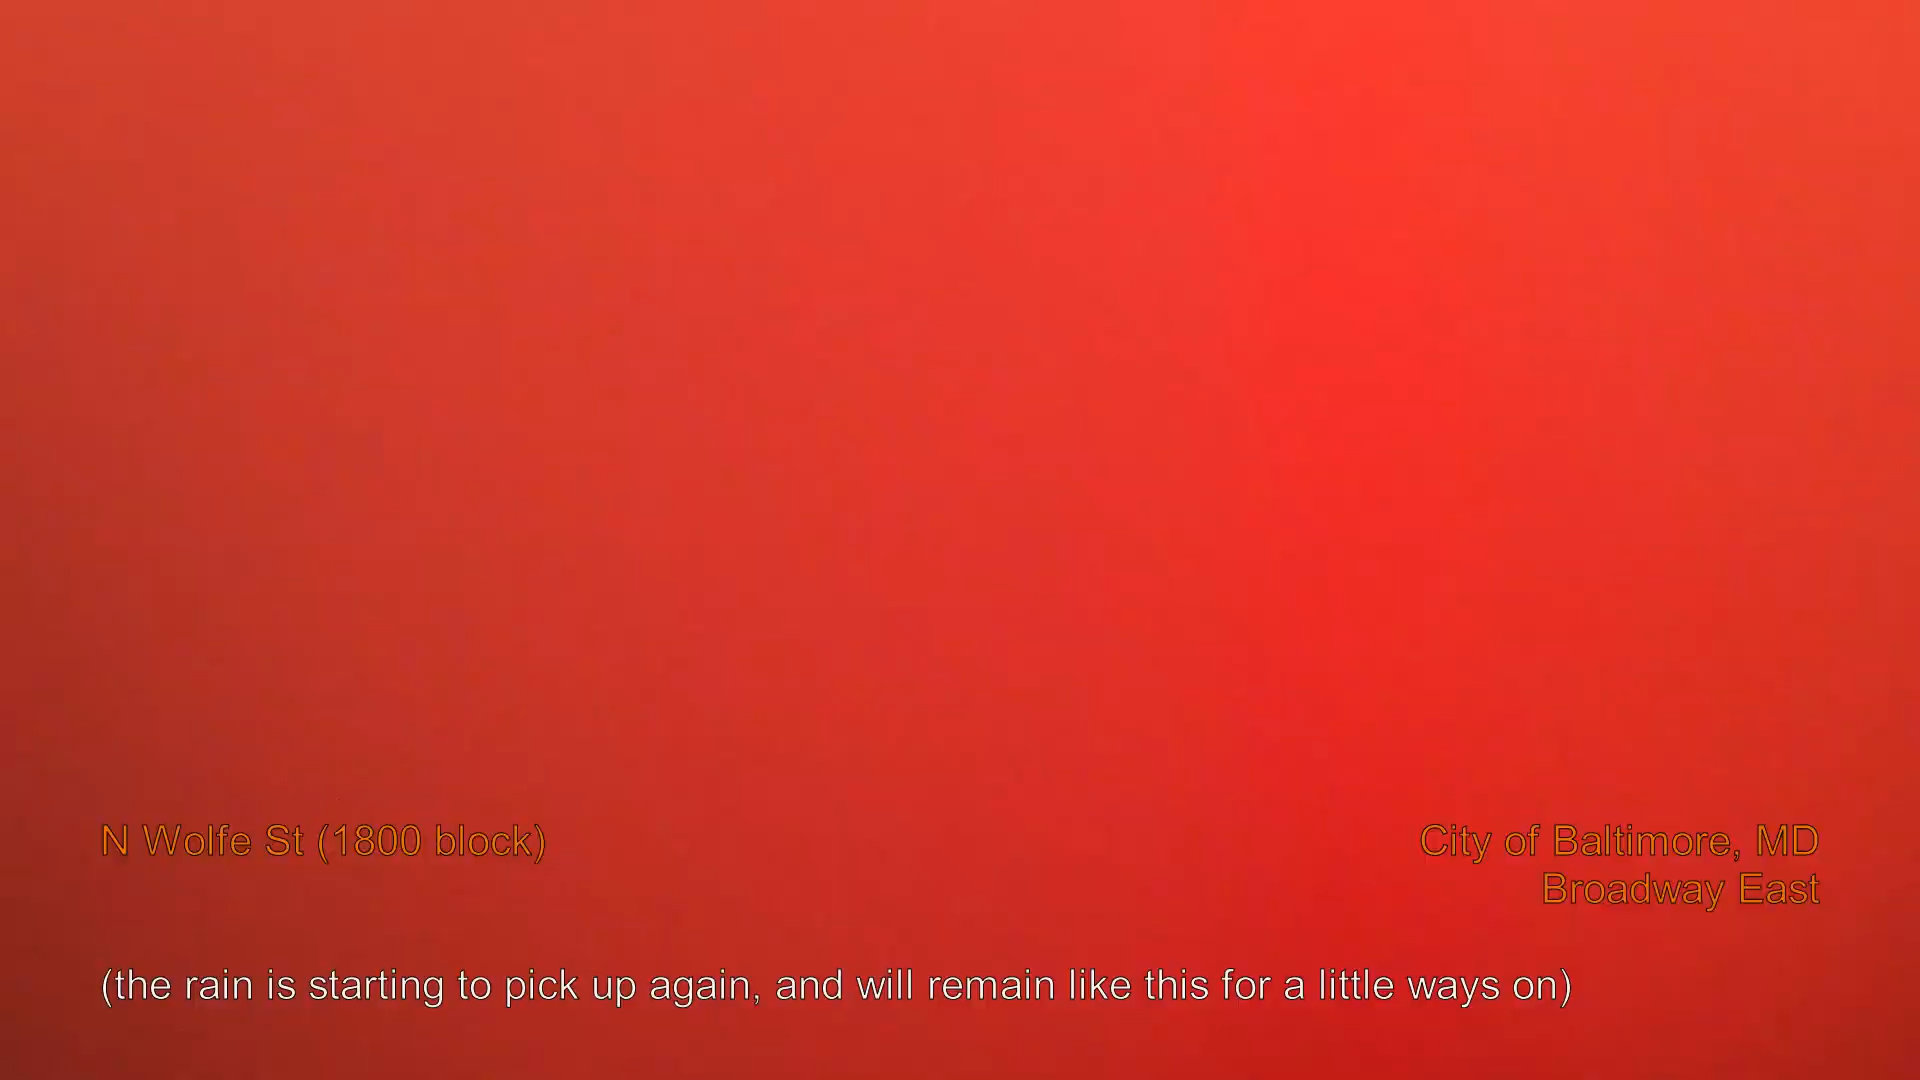 N Wolfe St (1800 block)
City of Baltimore, MD
Broadway East
(the rain is starting to pick up again, and will remain like this for a little ways on)